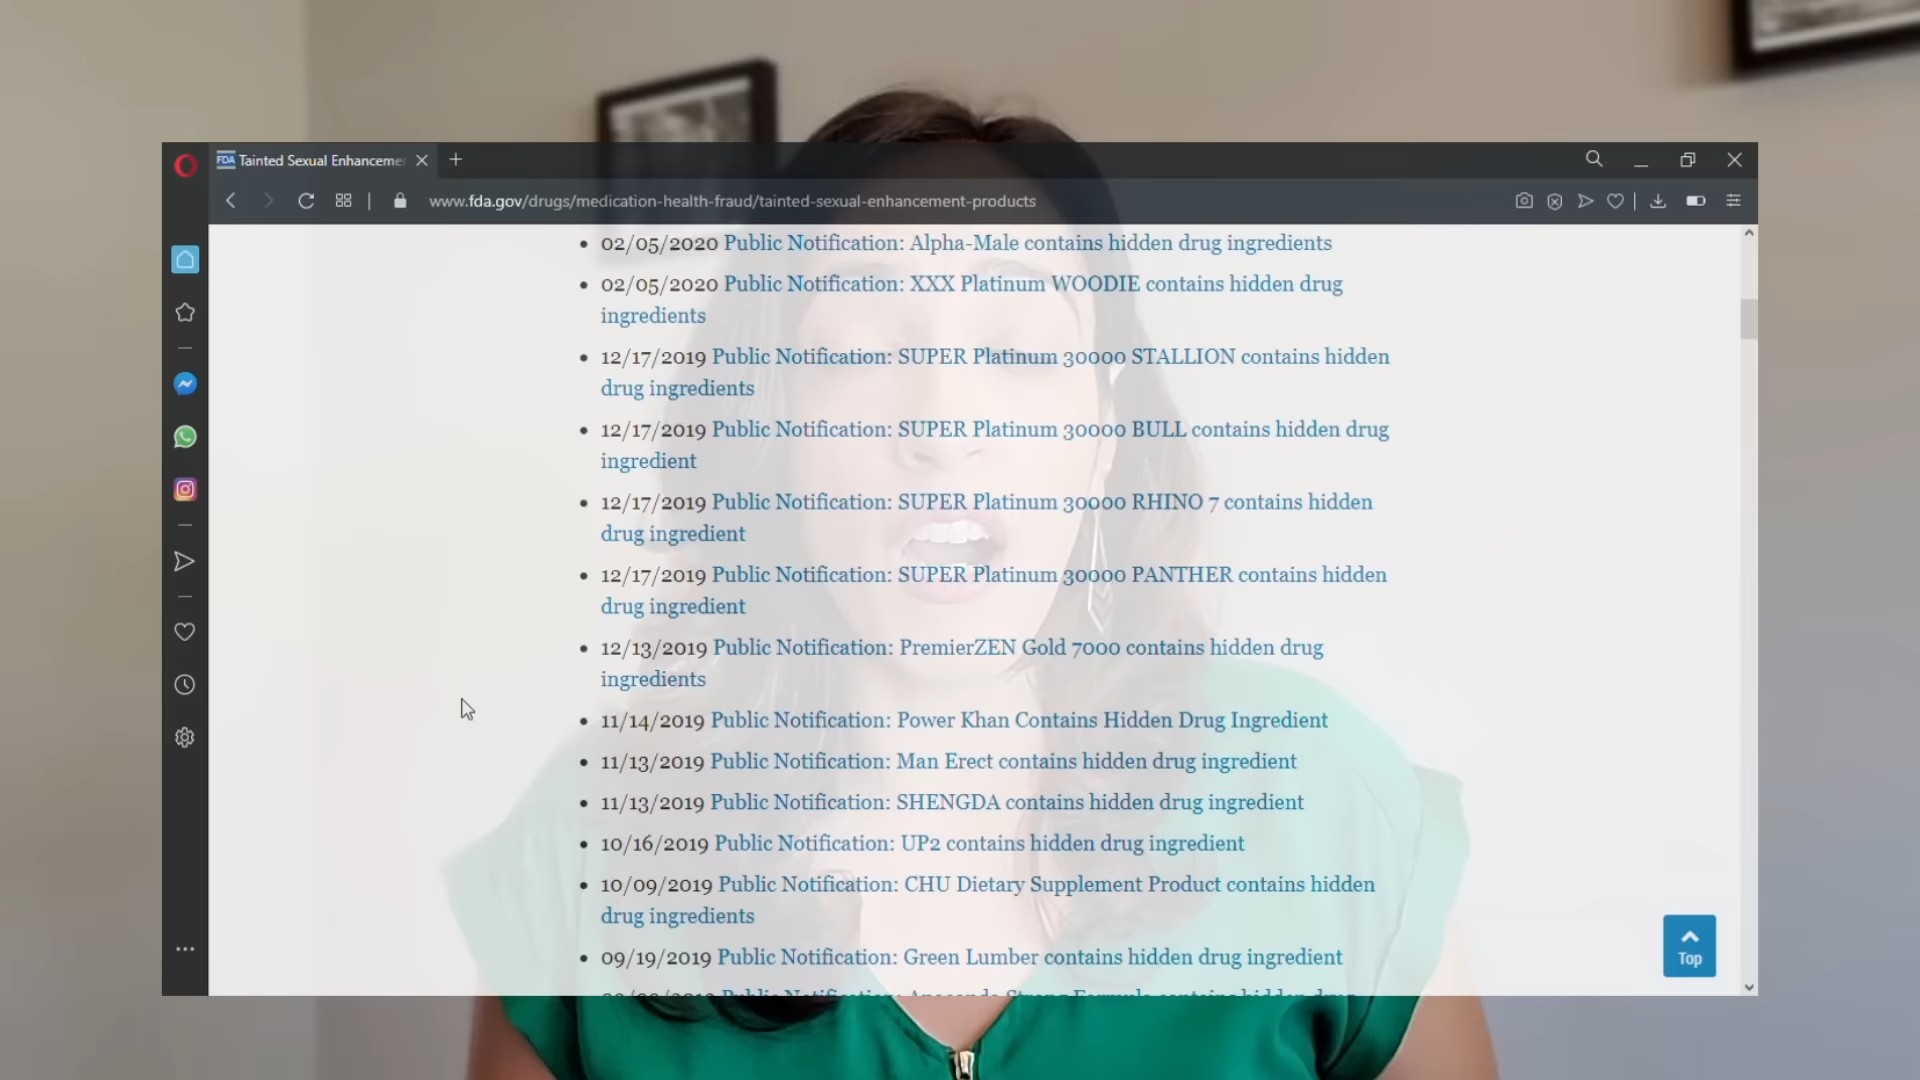 FDA Tainted Sexual Enhanceme
www.fda.gov/drugs/medication-health-fraud/tainted-sexual-enhancement-products
02/05/2020 Public Notification: Alpha-Male contains hidden drug ingredients
02/05/2020 Public Notification: XXX Platinum WOODIE contains hidden drug
ingredients
12/17/2019 Public Notification: SUPER Platinum 30000 STALLION contains hidden
drug ingredients
12/17/2019 Public Notification: SUPER Platinum 30000 BULL contains hidden drug
ingredient
12/17/2019 Public Notification: SUPER Platinum 30000 RHINO 7 contains hidden
drug ingredient
12/17/2019 Public Notification: SUPER Platinum 30000 PANTHER contains hidden
drug ingredient
12/13/2019 Public Notification: PremierZEN Gold 7000 contains hidden drug
ingredients
11/14/2019 Public Notification: Power Khan Contains Hidden Drug Ingredient
11/13/2019 Public Notification: Man Erect contains hidden drug ingredient
11/13/2019 Public Notification: SHENGDA contains hidden drug ingredient
10/16/2019 Public Notification: UP2 contains hidden drug ingredient
10/09/2019 Public Notification: CHU Dietary Supplement Product contains hidden
drug ingredients
09/19/2019 Public Notification: Green Lumber contains hidden drug ingredient
Top